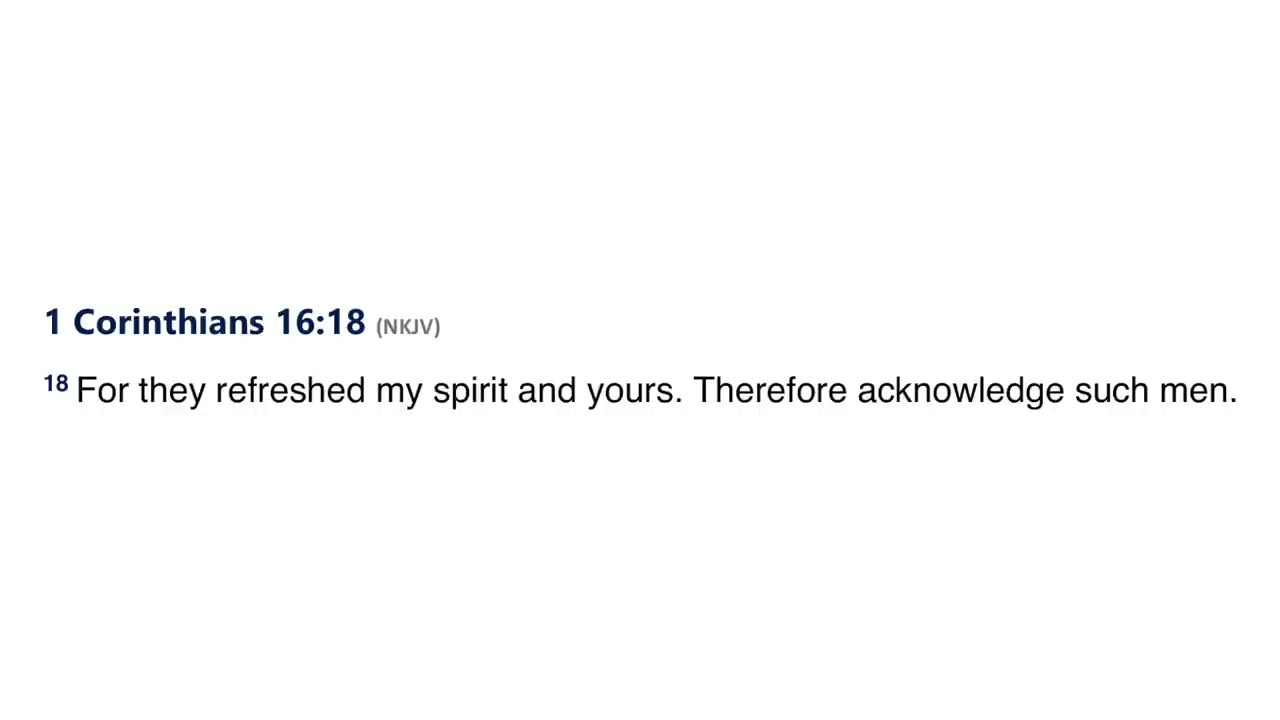 1 Corinthians 16:18 (NKJV)
18 For they refreshed my spirit and yours. Therefore acknowledge such men.